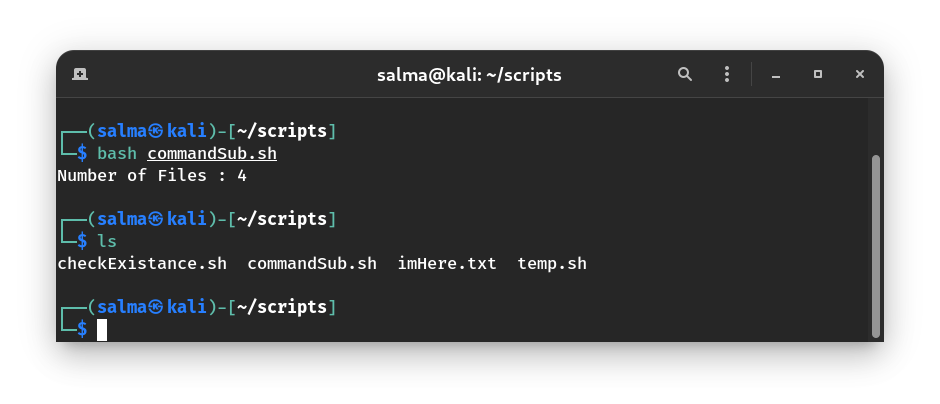 salma@kali: ~/scripts
┌──(salma㉿kali)-[~/scripts]
└─$ bash commandSub.sh
Number of Files : 4
┌──(salma㉿kali)-[~/scripts]
└─$ ls
checkExistance.sh  commandSub.sh  imHere.txt  temp.sh
┌──(salma㉿kali)-[~/scripts]
└─$